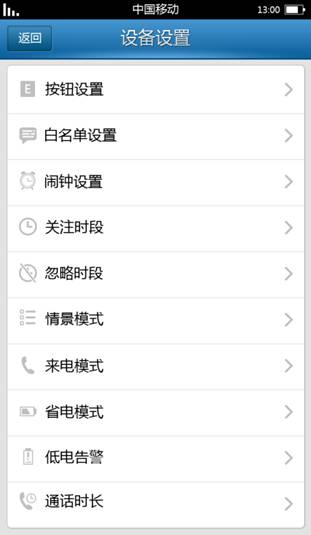 中国移动
13:00
返回
设备设置
E
按钮设置
白名单设置
闹钟设置
关注时段
忽略时段
情景模式
来电模式
省电模式
低电告警
通话时长